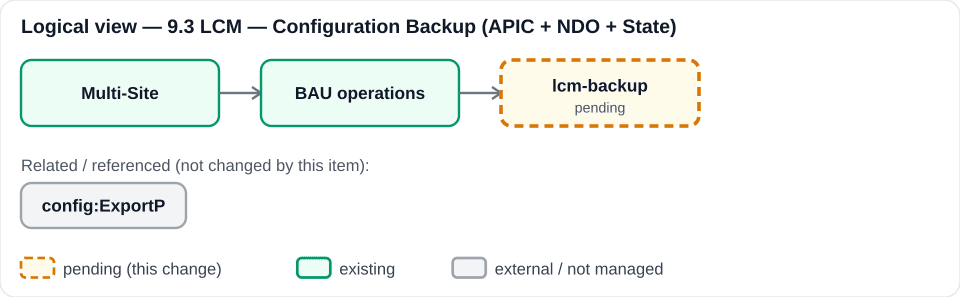 Logical view — 9.3 LCM — Configuration Backup (APIC + NDO + State)
Multi-Site
BAU operations
lcm-backup
pending
Related / referenced (not changed by this item):
config:ExportP
pending (this change)
existing
external / not managed